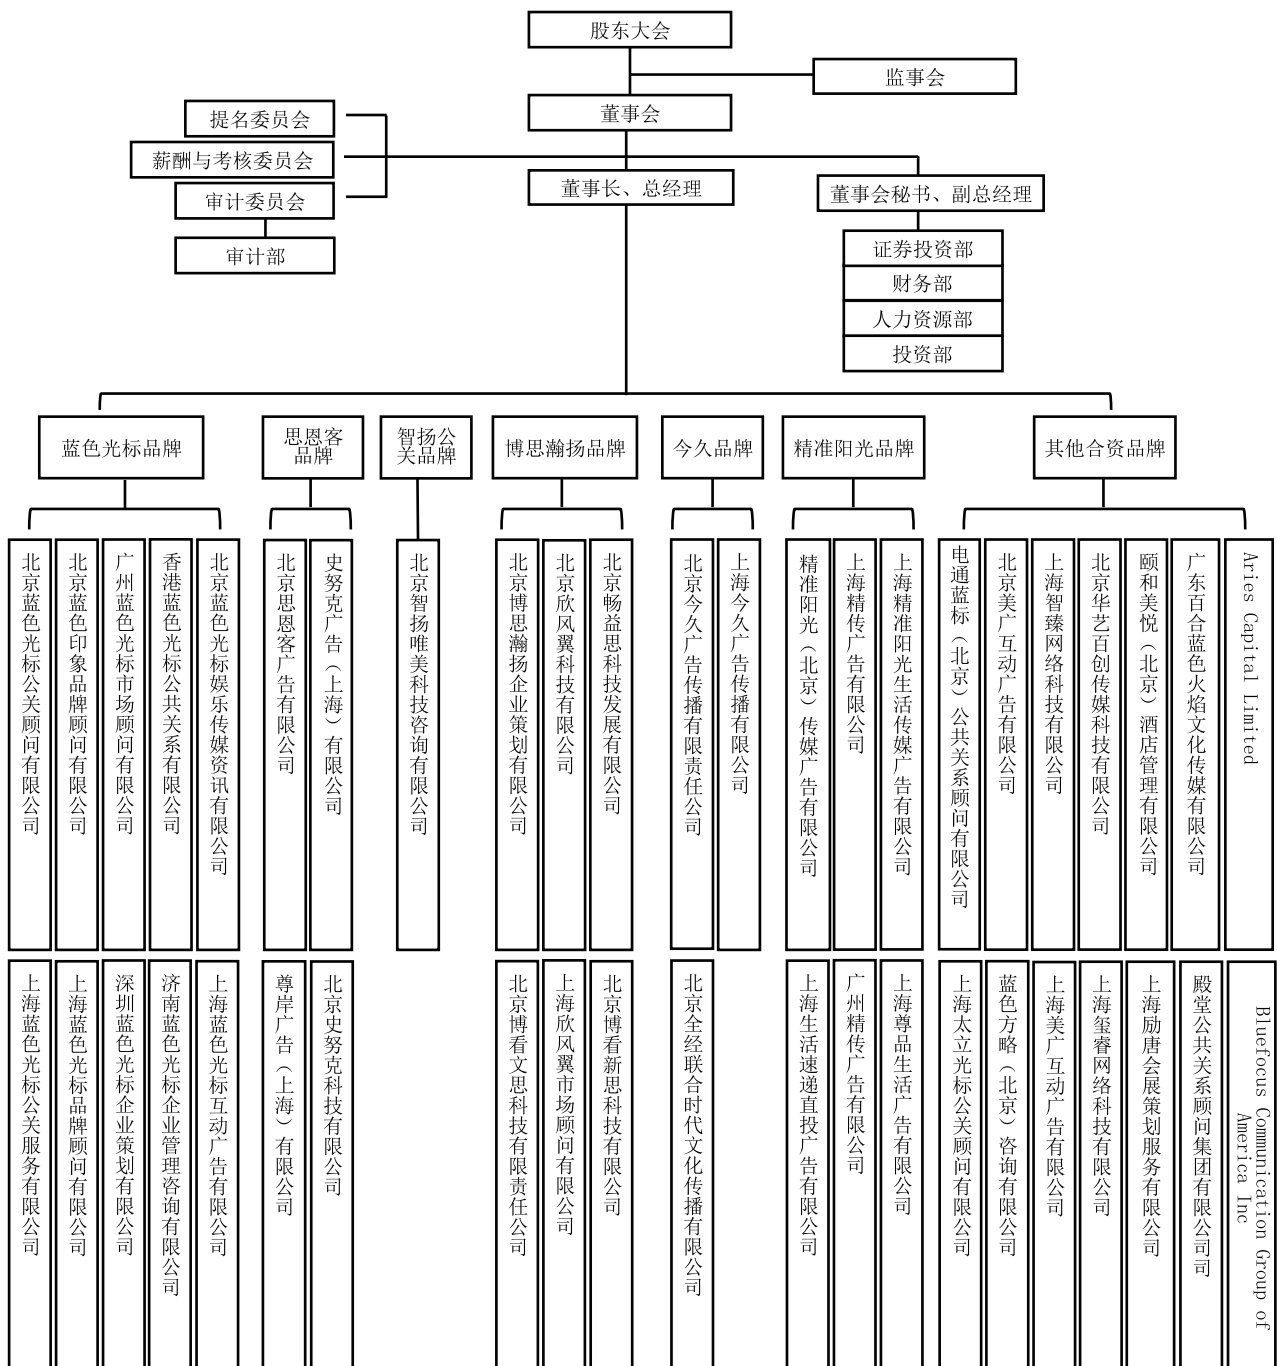 股东大会
监事会
董事会
提名委员会
薪酬与考核委员会
审计委员会
审计部
董事长、总经理
董事会秘书、副总经理
证券投资部
财务部
人力资源部
投资部
蓝色光标品牌
思恩客
品牌
智扬公
关品牌
博思瀚扬品牌
今久品牌
精准阳光品牌
其他合资品牌
北京蓝色光标公关顾问有限公司
北京蓝色印象品牌顾问有限公司
广州蓝色光标市场顾问有限公司
香港蓝色光标公共关系有限公司
北京蓝色光标娱乐传媒资讯有限公司
北京思恩客广告有限公司
史努克广告（上海）有限公司
北京智扬唯美科技咨询有限公司
北京博思瀚扬企业策划有限公司
北京欣风翼科技有限公司
北京畅益思科技发展有限公司
北京今久广告传播有限责任公司
上海今久广告传播有限公司
精准阳光（北京）传媒广告有限公司
上海精传广告有限公司
上海精准阳光生活传媒广告有限公司
电通蓝标（北京）公共关系顾问有限公司
北京美广互动广告有限公司
上海智臻网络科技有限公司
北京华艺百创传媒科技有限公司
颐和美悦（北京）酒店管理有限公司
广东百合蓝色火焰文化传媒有限公司
Aries Capital Limited
上海蓝色光标公关服务有限公司
上海蓝色光标品牌顾问有限公司
深圳蓝色光标企业策划有限公司
济南蓝色光标企业管理咨询有限公司
上海蓝色光标互动广告有限公司
尊岸广告（上海）有限公司
北京史努克科技有限公司
北京博看文思科技有限责任公司
上海欣风翼市场顾问有限公司
北京博看新思科技有限公司
北京全经联合时代文化传播有限公司
上海生活速递直投广告有限公司
广州精传广告有限公司
上海尊品生活广告有限公司
上海太立光标公关顾问有限公司
蓝色方略（北京）咨询有限公司
上海美广互动广告有限公司
上海玺睿网络科技有限公司
上海励唐会展策划服务有限公司
殿堂公共关系顾问集团有限公司司
Bluefocus Communication Group of
America Inc